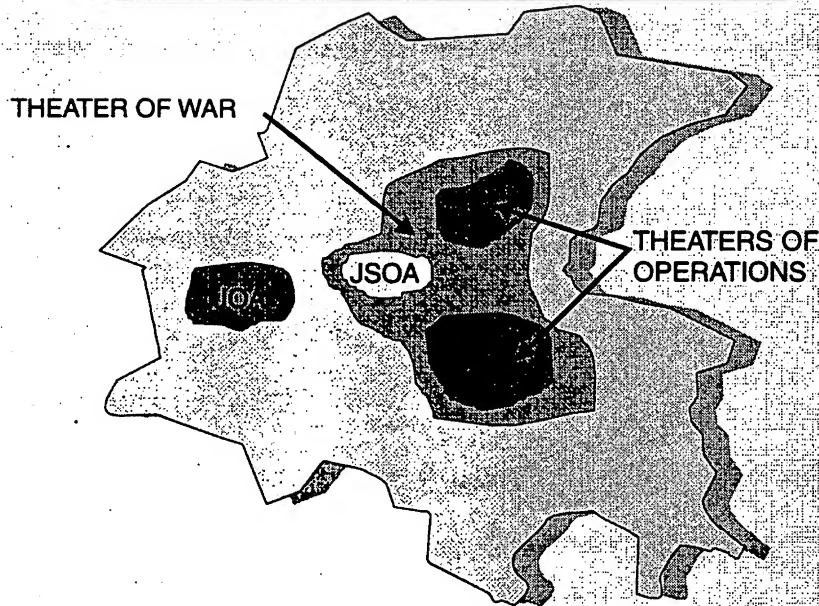 THEATER OF WAR
THEATERS OF
OPERATIONS
JSOA
JOA